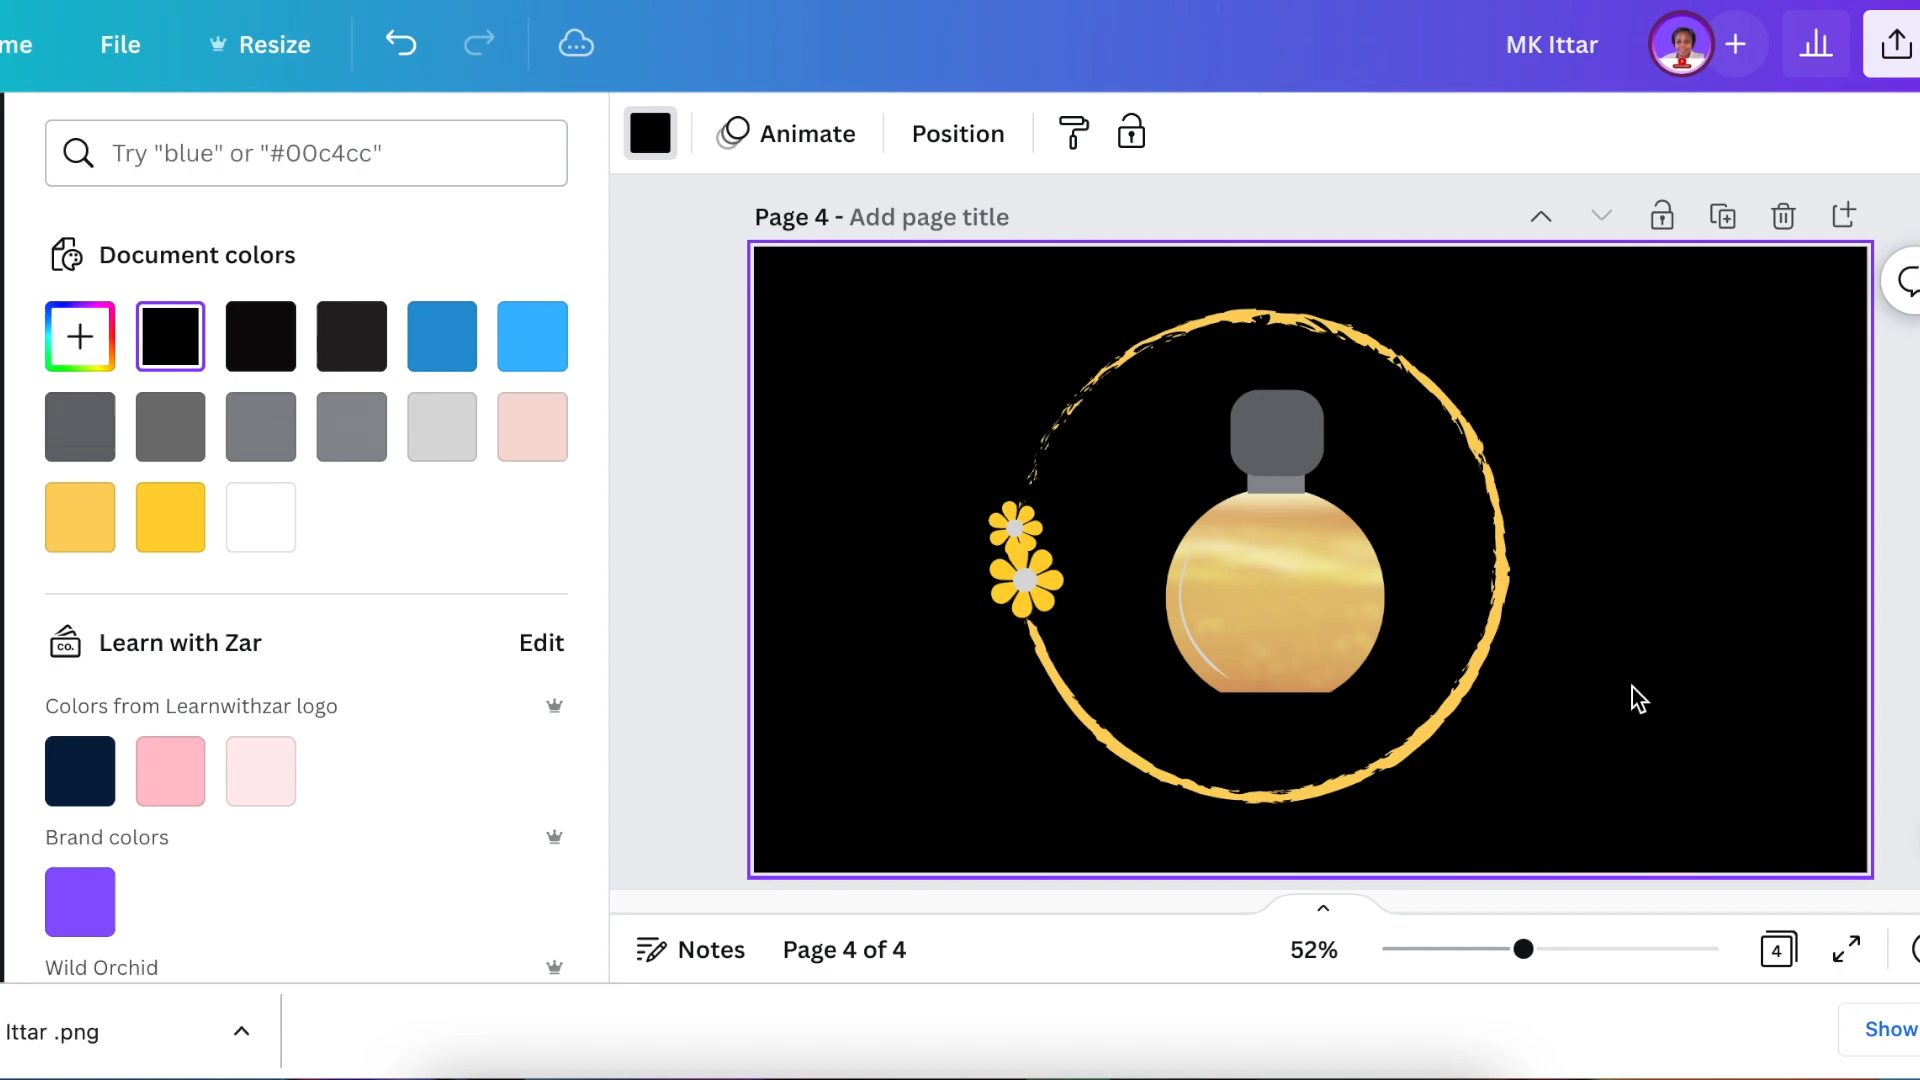 me
File
Resize
MK Ittar
Try "blue" or "#00c4cc"
Animate
Position
Page 4 - Add page title
Document colors
co.
Learn with Zar
Edit
Colors from Learnwithzar logo
Brand colors
Wild Orchid
Notes
Page 4 of 4
52%
4
Ittar .png
Show